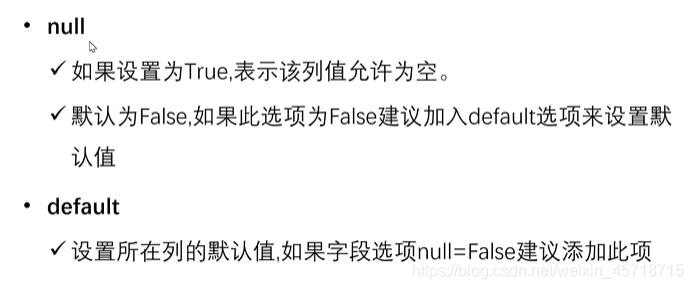 • null
✓ 如果设置为True,表示该列值允许为空。
✓ 默认为False,如果此选项为False建议加入default选项来设置默
认值
• default
✓ 设置所在列的默认值,如果字段选项null=False建议添加此项
https://blog.csdn.net/weixin_45718715